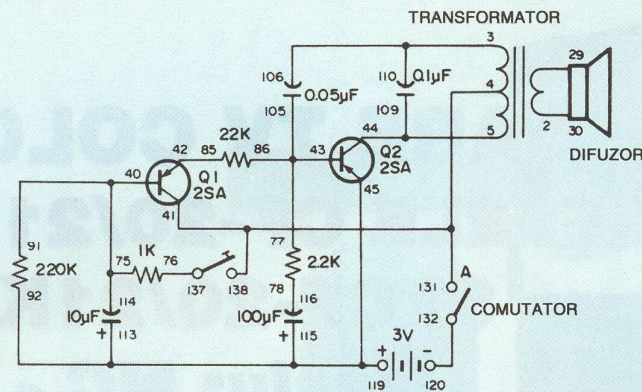 TRANSFORMATOR
3
29
106
110
0.1µF
4
0.05µF
105
109
2
30
44
5
DIFUZOR
42
85
22K
86
43
Q2
2SA
40
Q1
2SA
45
41
91
1K
77
220K
75
76
2.2K
131
A
92
137
138
78
132
COMUTATOR
114
116
10µF
100µF
3V
+
113
+
115
+
-
119
120